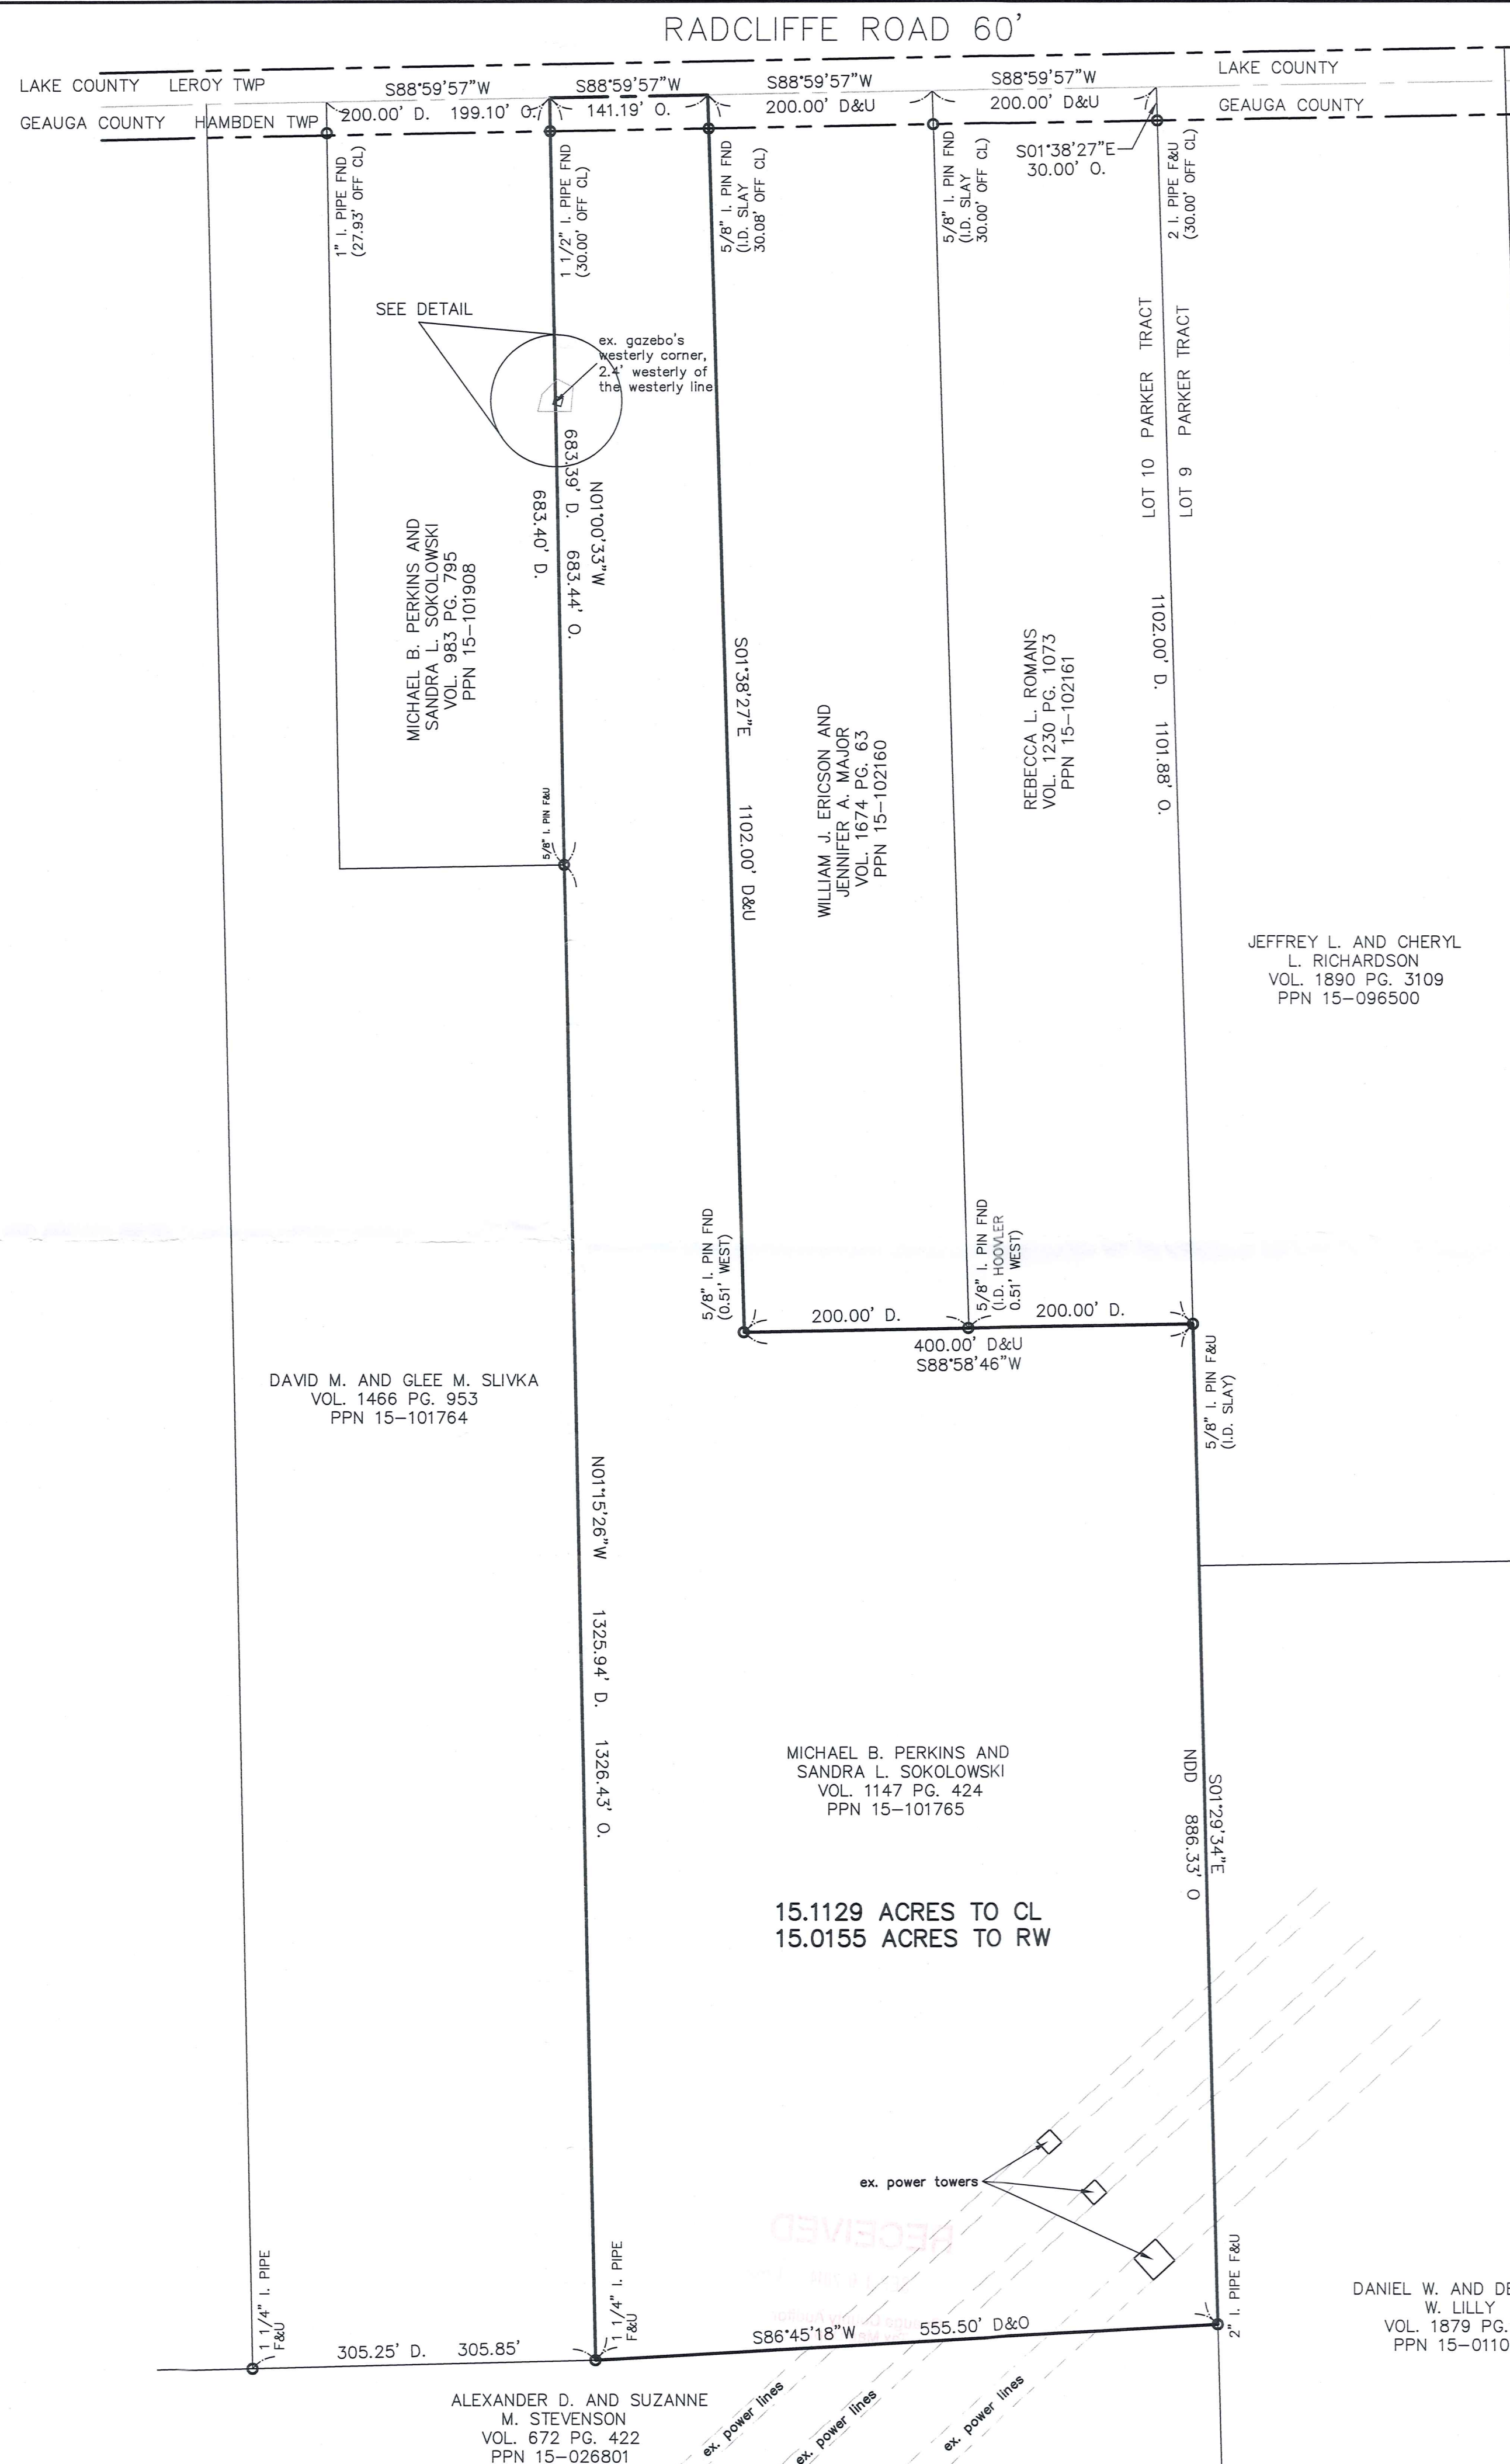 RADCLIFFE ROAD 60'
LAKE COUNTY LEROY TWP
GEAUGA COUNTY HAMBDEN TWP
S88°59'57"W
200.00' D. 199.10' O.
S88°59'57"W
141.19' O.
S88°59'57"W
200.00' D&U
S88°59'57"W
200.00' D&U
LAKE COUNTY
GEAUGA COUNTY
S01°38'27"E
30.00' O.
1" I. PIPE FND
(27.93' OFF CL)
1 1/2" I. PIPE FND
(30.00' OFF CL)
5/8" I. PIN FND
(I.D. SLAY
30.08' OFF CL)
5/8" I. PIN FND
(I.D. SLAY
30.00' OFF CL)
2 I. PIPE F&U
(30.00' OFF CL)
SEE DETAIL
ex. gazebo's
westerly corner,
2.4' westerly of
the westerly line
LOT 10 PARKER TRACT
LOT 9 PARKER TRACT
683.39' D. 683.44' O.
N01°00'33"W
683.40' D.
MICHAEL B. PERKINS AND
SANDRA L. SOKOLOWSKI
VOL. 983 PG. 795
PPN 15-101908
5/8" I. PIN F&U
S01°38'27"E 1102.00' D&U
WILLIAM J. ERICSON AND
JENNIFER A. MAJOR
VOL. 1674 PG. 63
PPN 15-102160
REBECCA L. ROMANS
VOL. 1230 PG. 1073
PPN 15-102161
1102.00' D. 1101.88' O.
JEFFREY L. AND CHERYL
L. RICHARDSON
VOL. 1890 PG. 3109
PPN 15-096500
5/8" I. PIN FND
(0.51' WEST)
5/8" I. PIN FND
(I.D. HOOVLER
0.51' WEST)
200.00' D.
200.00' D.
400.00' D&U
S88°58'46"W
5/8" I. PIN F&U
(I.D. SLAY)
DAVID M. AND GLEE M. SLIVKA
VOL. 1466 PG. 953
PPN 15-101764
N01°15'26"W 1325.94' D. 1326.43' O.
MICHAEL B. PERKINS AND
SANDRA L. SOKOLOWSKI
VOL. 1147 PG. 424
PPN 15-101765
NDD 886.33' O
S01°29'34"E
15.1129 ACRES TO CL
15.0155 ACRES TO RW
ex. power towers
RECEIVED
1 1/4" I. PIPE
F&U
1 1/4" I. PIPE
F&U
2" I. PIPE F&U
305.25' D. 305.85'
S86°45'18"W 555.50' D&O
DANIEL W. AND DE
W. LILLY
VOL. 1879 PG.
PPN 15-0110
ALEXANDER D. AND SUZANNE
M. STEVENSON
VOL. 672 PG. 422
PPN 15-026801
ex. power lines
ex. power lines
ex. power lines